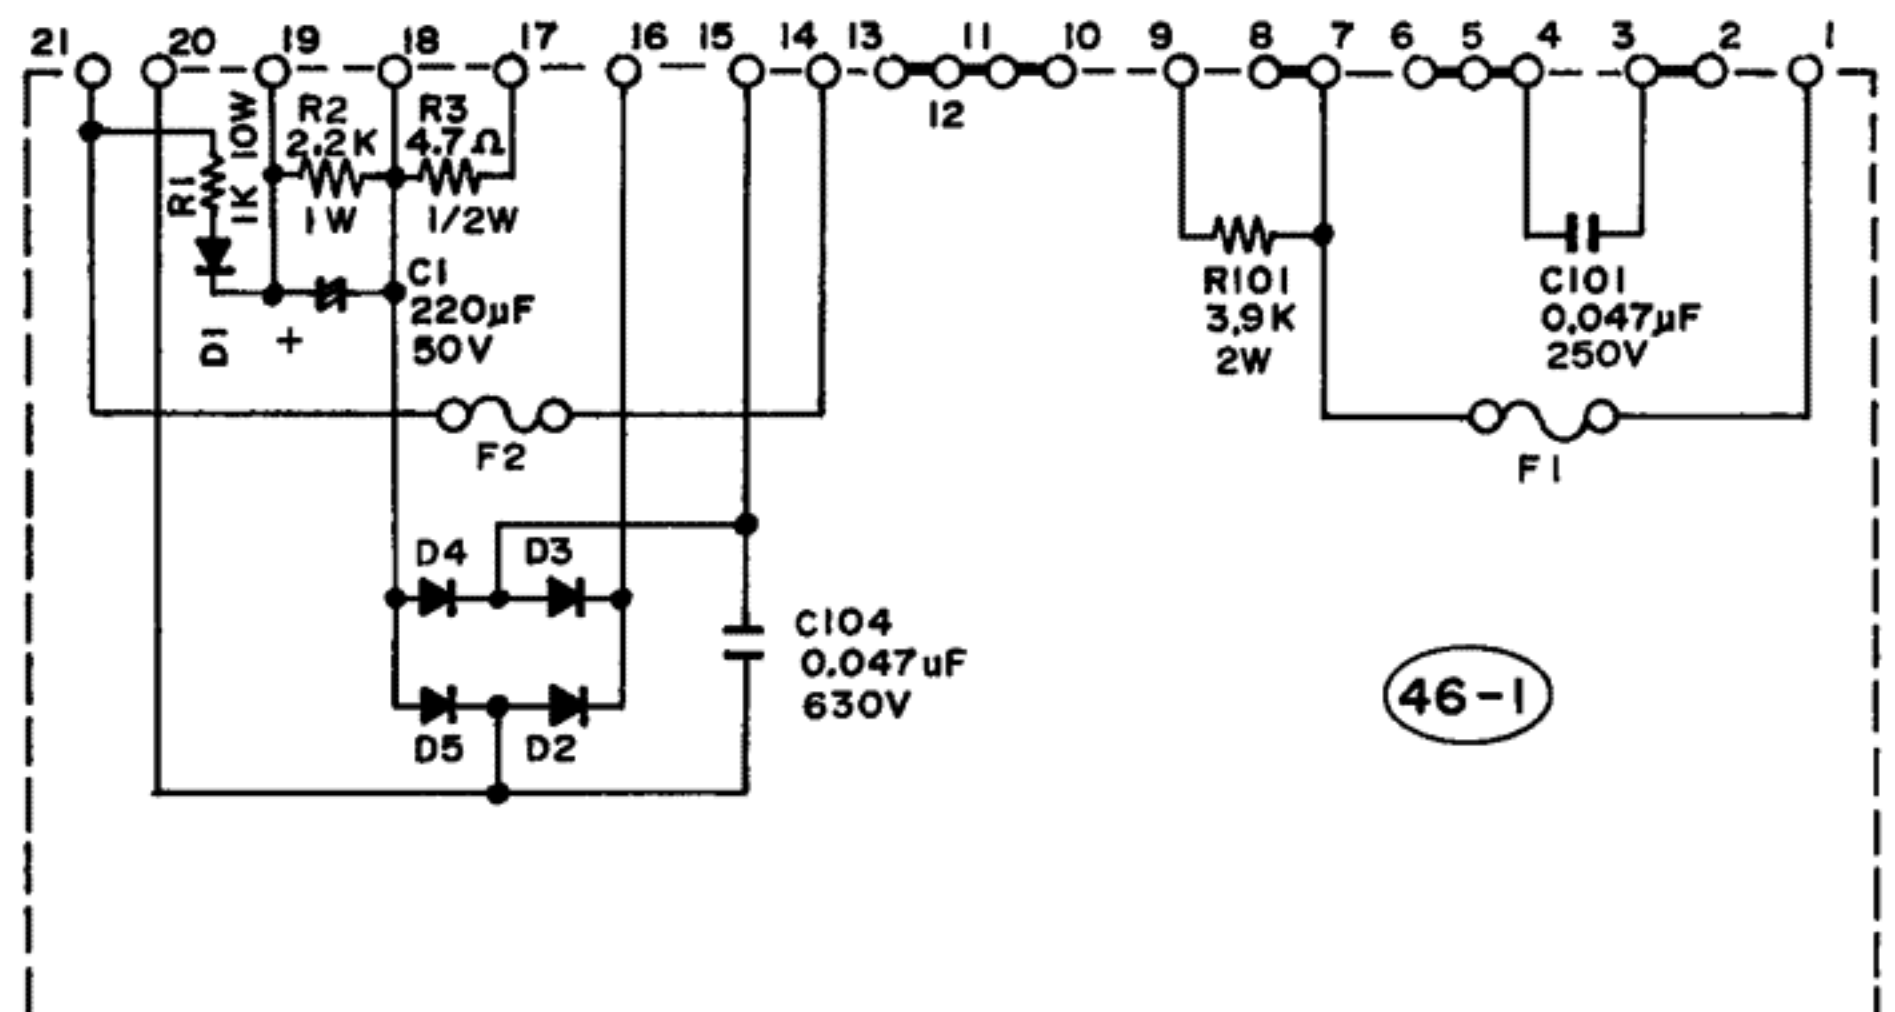 21 20 19 18 17 16 15 14 13 11 10 9 8 7 6 5 4 3 2 1
12
R1
1K 10W
R2
2.2K
1W
R3
4.7Ω
1/2W
D1
+
C1
220µF
50V
R101
3.9K
2W
C101
0.047µF
250V
F2
F1
D4 D3
D5 D2
C104
0.047uF
630V
46-1